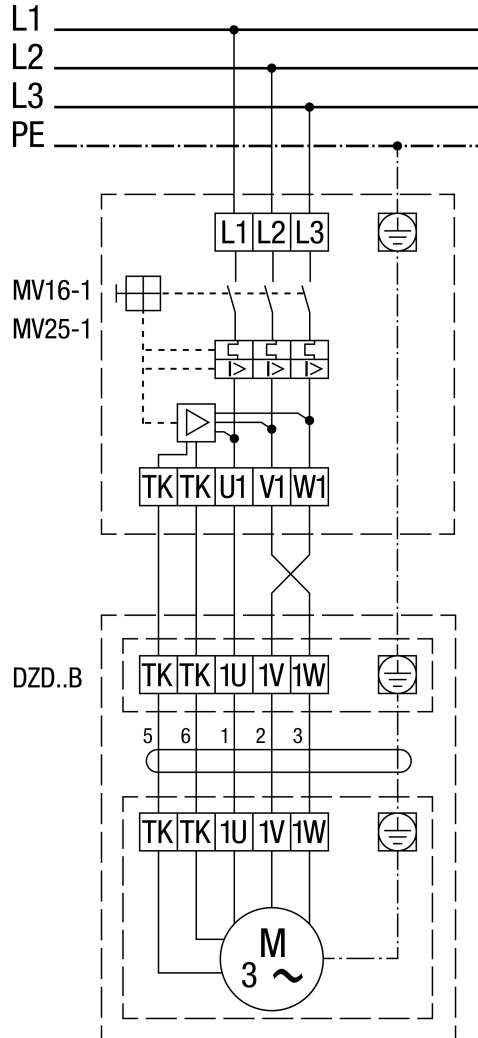 L1
L2
L3
PE
L1 L2 L3
MV16-1
MV25-1
I> I> I>
TK TK U1 V1 W1
DZD..B
TK TK 1U 1V 1W
5 6 1 2 3
TK TK 1U 1V 1W
M
3 ~